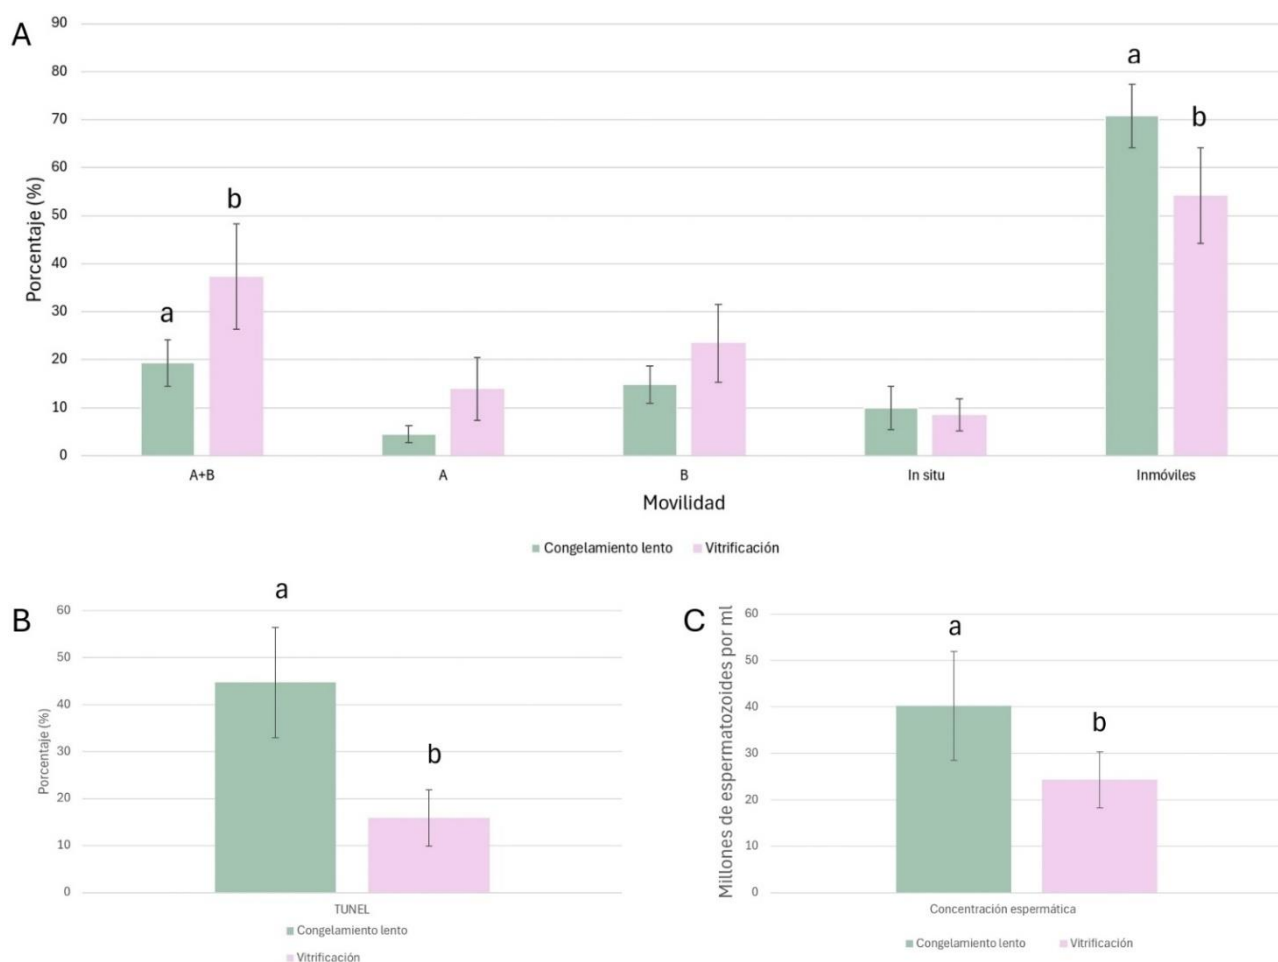 A
Porcentaje (%)
90
80
70
60
50
40
30
20
10
0
a
b
a
b
A+B
A
B
In situ
Inmóviles
Movilidad
Congelamiento lento
Vitrificación
B
Porcentaje (%)
60
50
40
30
20
10
0
a
b
TUNEL
Congelamiento lento
Vitrificación
C
Millones de espermatozoides por ml
60
50
40
30
20
10
0
a
b
Concentración espermática
Congelamiento lento
Vitrificación